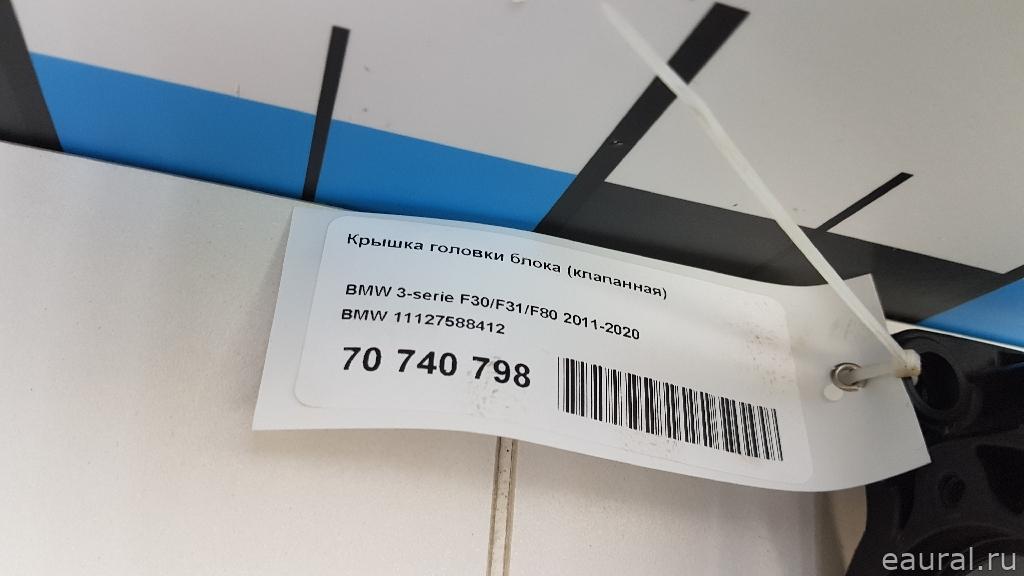 Крышка головки блока (клапанная)
BMW 3-serie F30/F31/F80 2011-2020
BMW 11127588412
70 740 798
eaural.ru